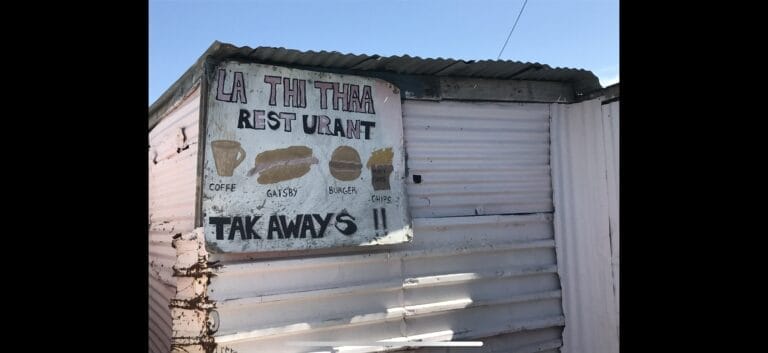 LA THI THAA
REST URANT
COFFE GATSBY BURGER CHIPS
TAK AWAYS !!